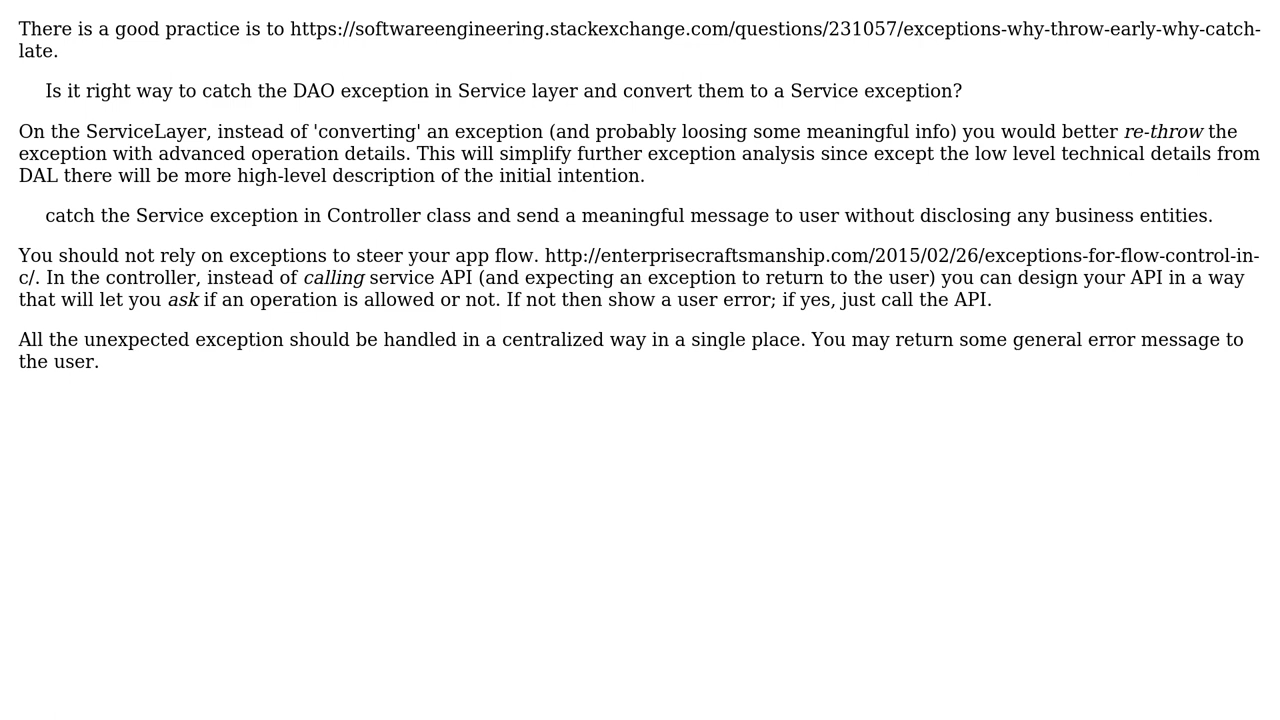 There is a good practice is to https://softwareengineering.stackexchange.com/questions/231057/exceptions-why-throw-early-why-catch-
late.
Is it right way to catch the DAO exception in Service layer and convert them to a Service exception?
On the ServiceLayer, instead of 'converting' an exception (and probably loosing some meaningful info) you would better re-throw the
exception with advanced operation details. This will simplify further exception analysis since except the low level technical details from
DAL there will be more high-level description of the initial intention.
catch the Service exception in Controller class and send a meaningful message to user without disclosing any business entities.
You should not rely on exceptions to steer your app flow. http://enterprisecraftsmanship.com/2015/02/26/exceptions-for-flow-control-in-
c/. In the controller, instead of calling service API (and expecting an exception to return to the user) you can design your API in a way
that will let you ask if an operation is allowed or not. If not then show a user error; if yes, just call the API.
All the unexpected exception should be handled in a centralized way in a single place. You may return some general error message to
the user.